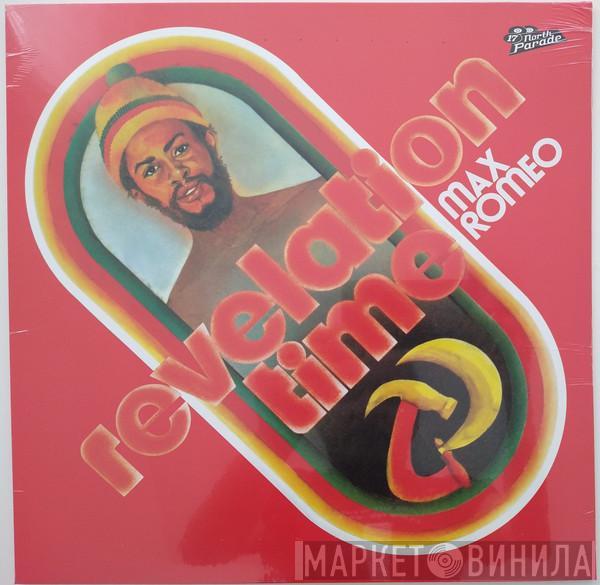 17 North
Parade
revelation
time
MAX
ROMEO
МАРКЕТ ВИНИЛА